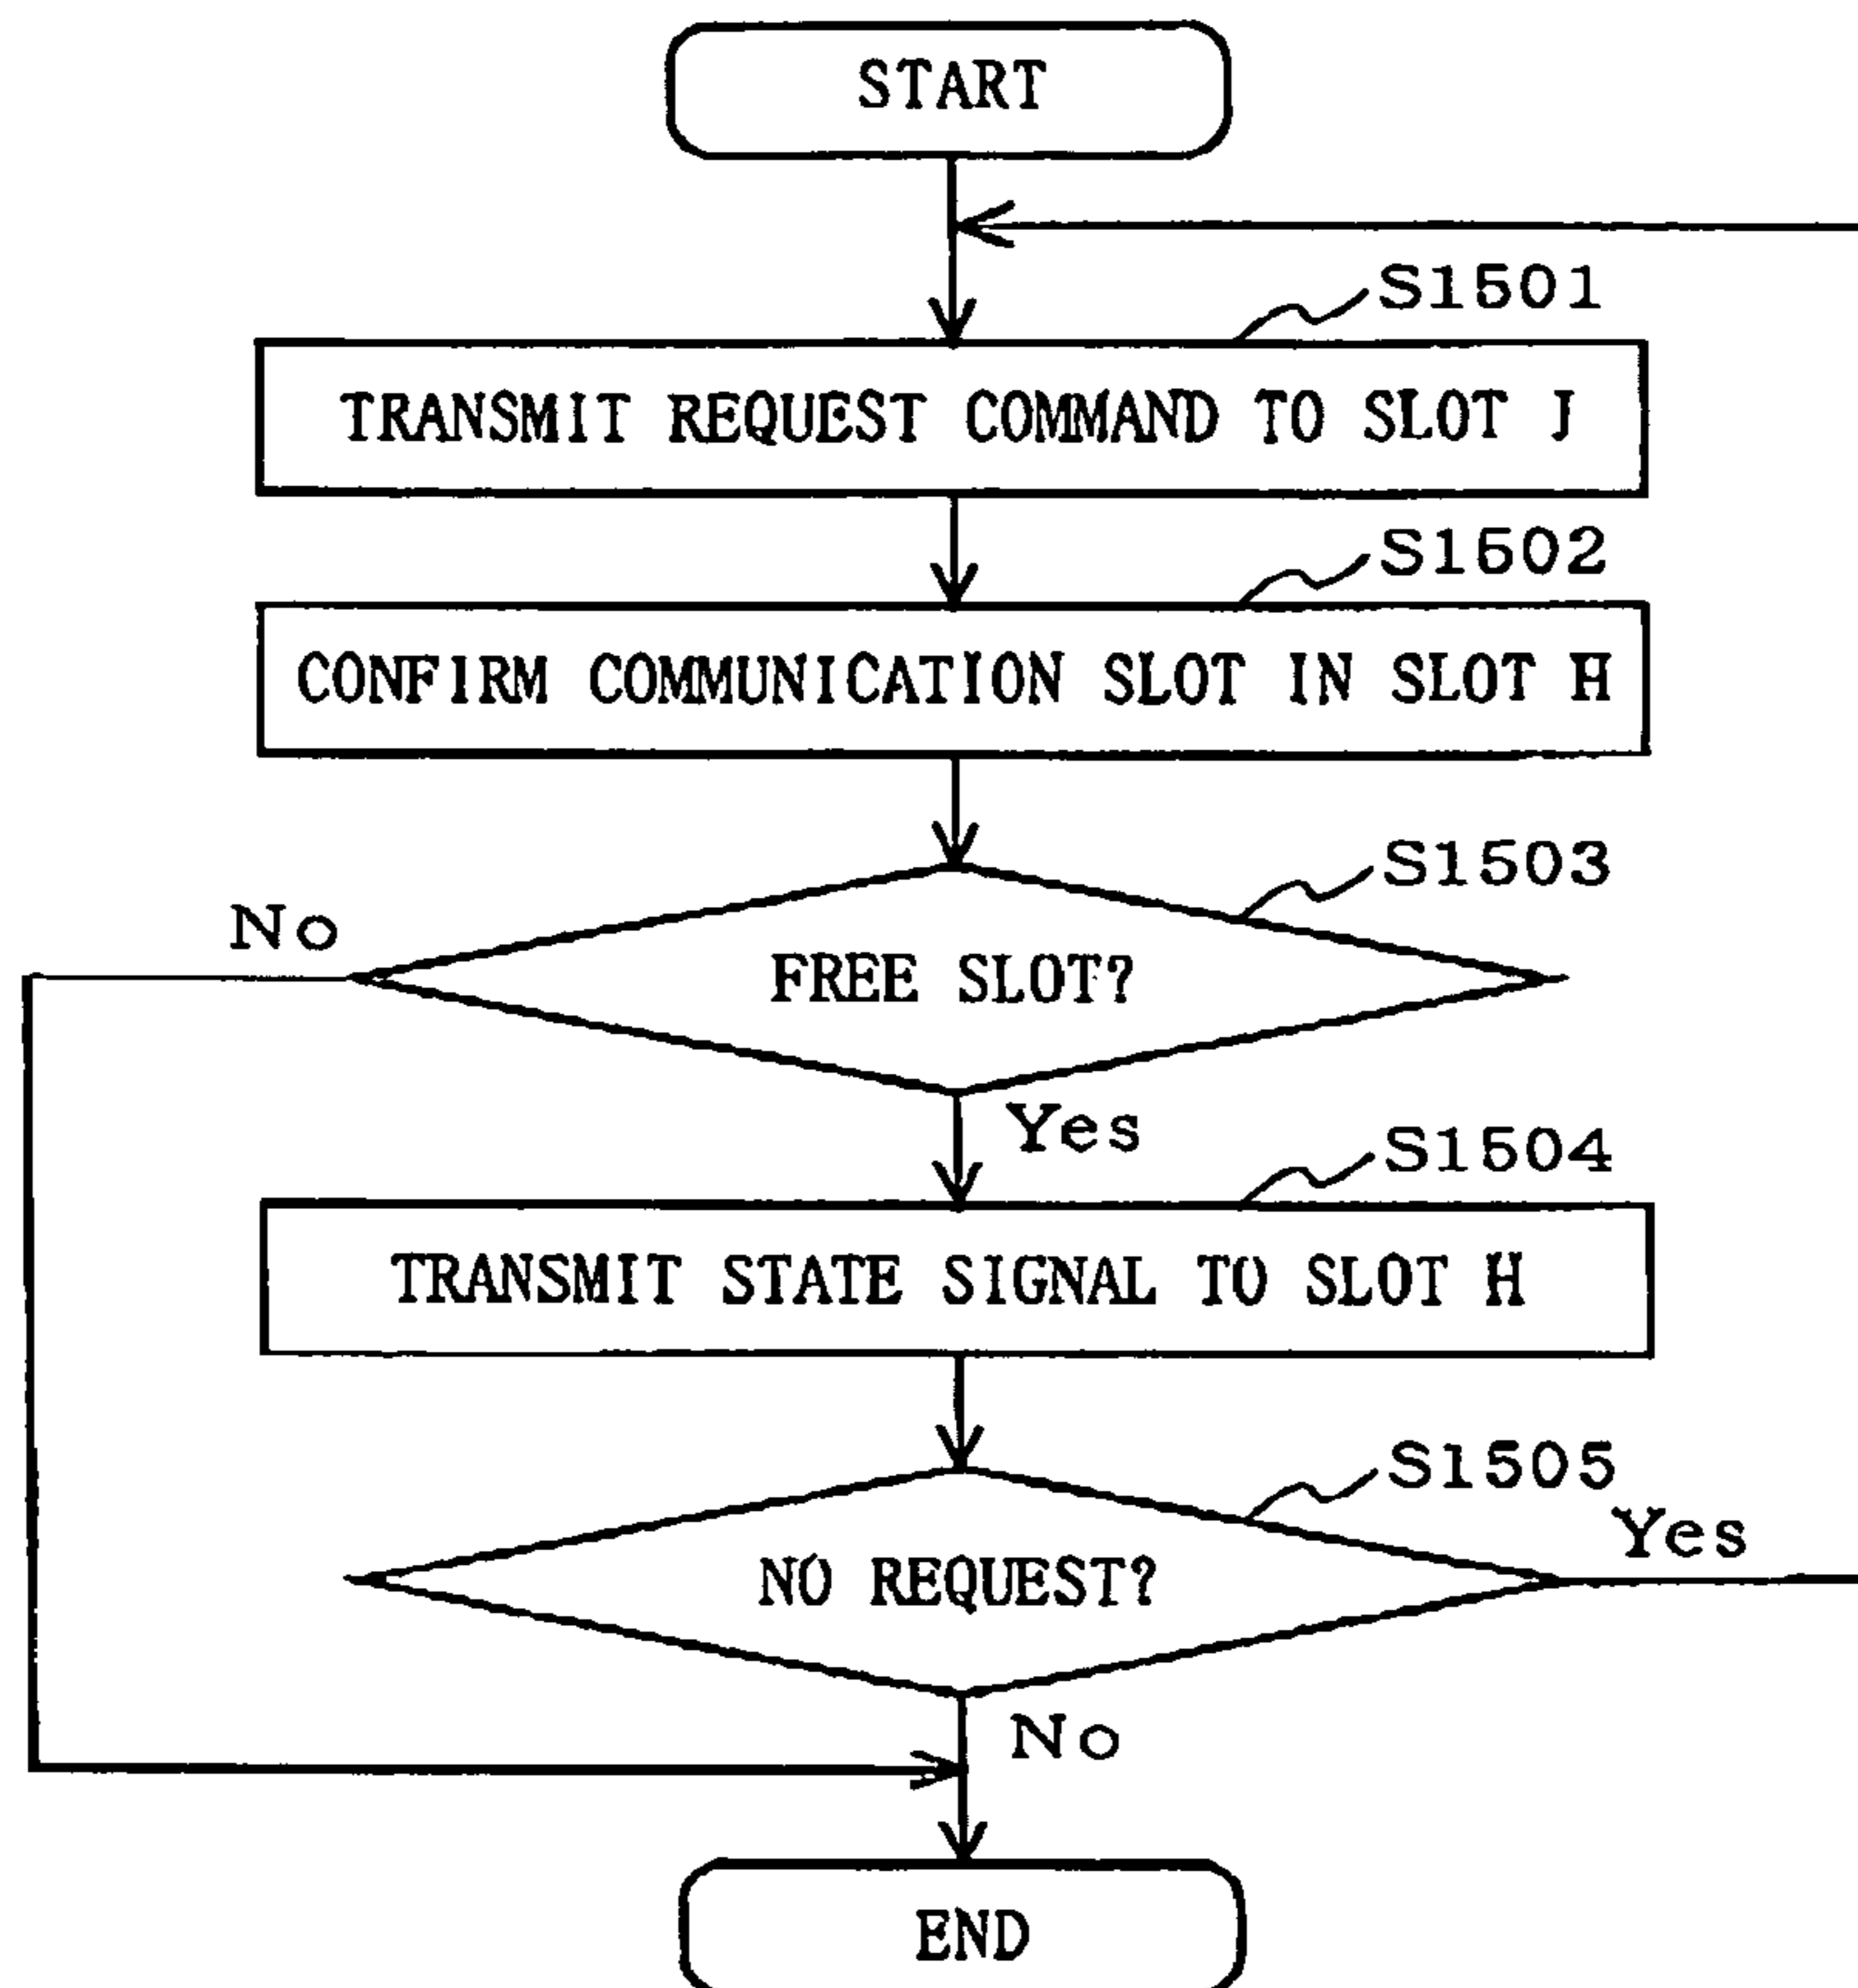 START
S1501
TRANSMIT REQUEST COMMAND TO SLOT J
S1502
CONFIRM COMMUNICATION SLOT IN SLOT H
S1503
No
FREE SLOT?
Yes
S1504
TRANSMIT STATE SIGNAL TO SLOT H
S1505
Yes
NO REQUEST?
No
END